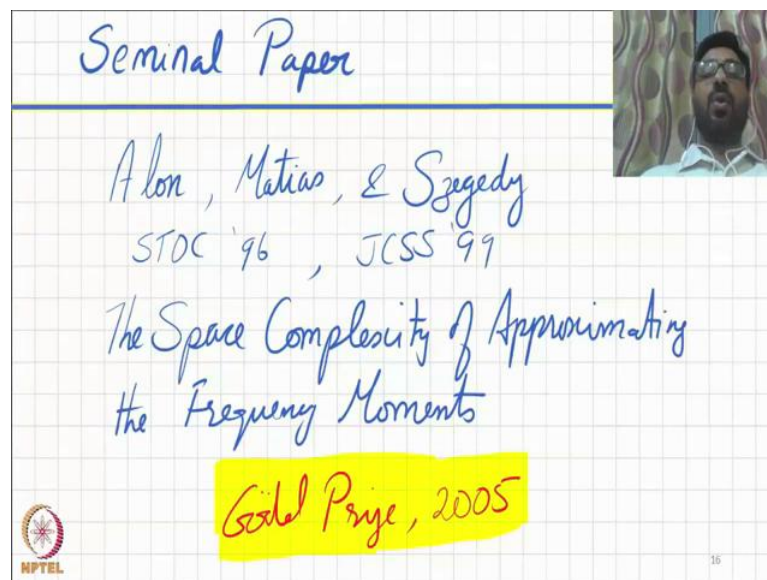 Seminal Paper
Alon, Matias, & Szegedy
STOC '96, JCSS '99
The Space Complexity of Approximating
the Frequency Moments
Gödel Prize, 2005
NPTEL
16